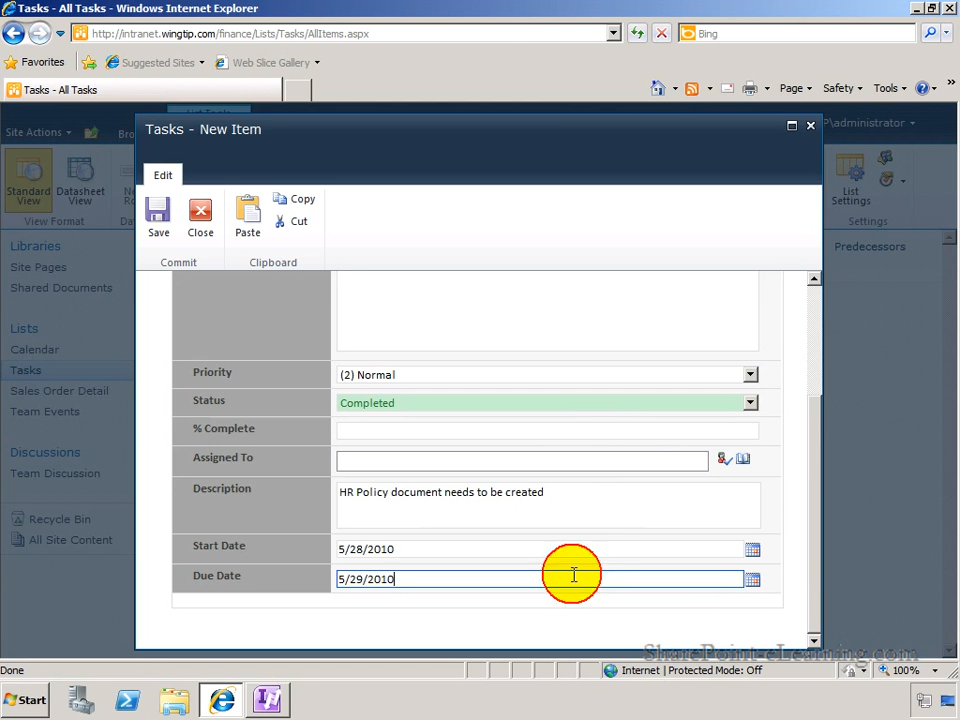 Tasks - All Tasks - Windows Internet Explorer
http://intranet.wingtip.com/finance/Lists/Tasks/AllItems.aspx
Bing
Favorites
Suggested Sites
Web Slice Gallery
Tasks - All Tasks
Page
Safety
Tools
»
Site Actions
Bro
P\administrator
Tasks - New Item
Edit
Save
Close
Paste
Copy
Cut
Commit
Clipboard
Standard
View
Datasheet
View
View Format
List
Settings
Settings
Libraries
Site Pages
Shared Documents
Lists
Calendar
Tasks
Sales Order Detail
Team Events
Discussions
Team Discussion
Recycle Bin
All Site Content
Predecessors
Priority
(2) Normal
Status
Completed
% Complete
Assigned To
Description
HR Policy document needs to be created
Start Date
5/28/2010
Due Date
5/29/2010
SharePoint-eLearning.com
Done
Internet | Protected Mode: Off
100%
Start